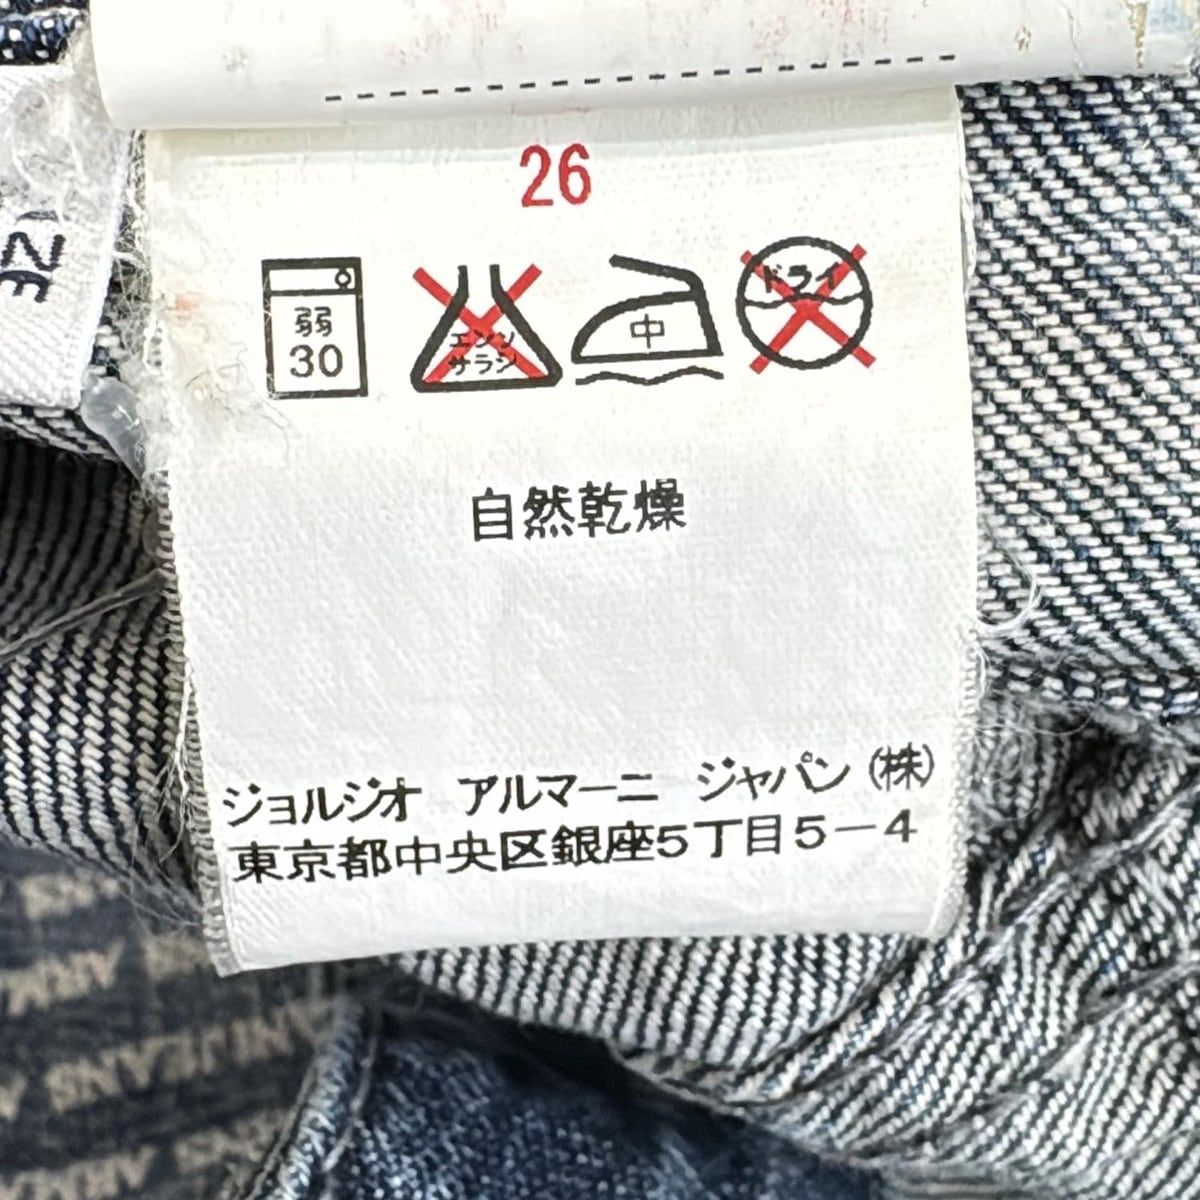 26
弱
30
エンソ
サラシ
中
ドライ
自然乾燥
ジョルジオ アルマーニ ジャパン(株)
東京都中央区銀座5丁目5-4